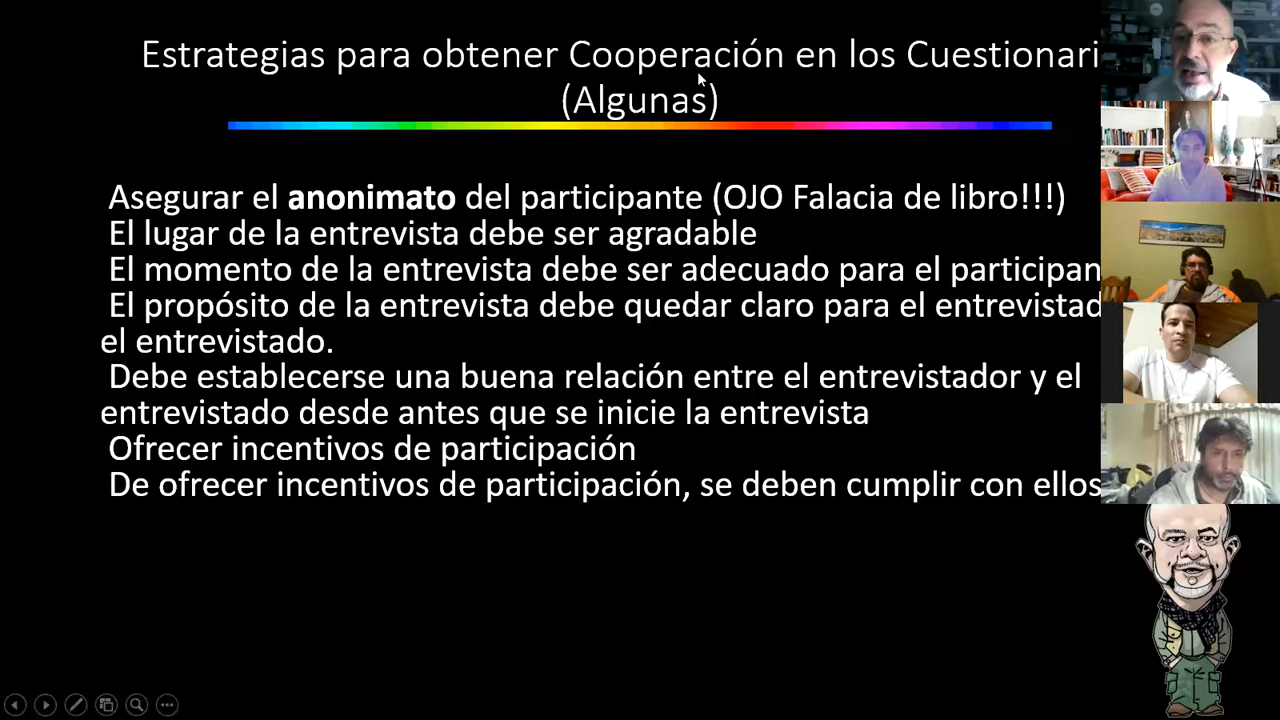 Estrategias para obtener Cooperación en los Cuestionari
(Algunas)
Asegurar el anonimato del participante (OJO Falacia de libro!!!)
El lugar de la entrevista debe ser agradable
El momento de la entrevista debe ser adecuado para el participan
El propósito de la entrevista debe quedar claro para el entrevistad
el entrevistado.
Debe establecerse una buena relación entre el entrevistador y el
entrevistado desde antes que se inicie la entrevista
Ofrecer incentivos de participación
De ofrecer incentivos de participación, se deben cumplir con ellos